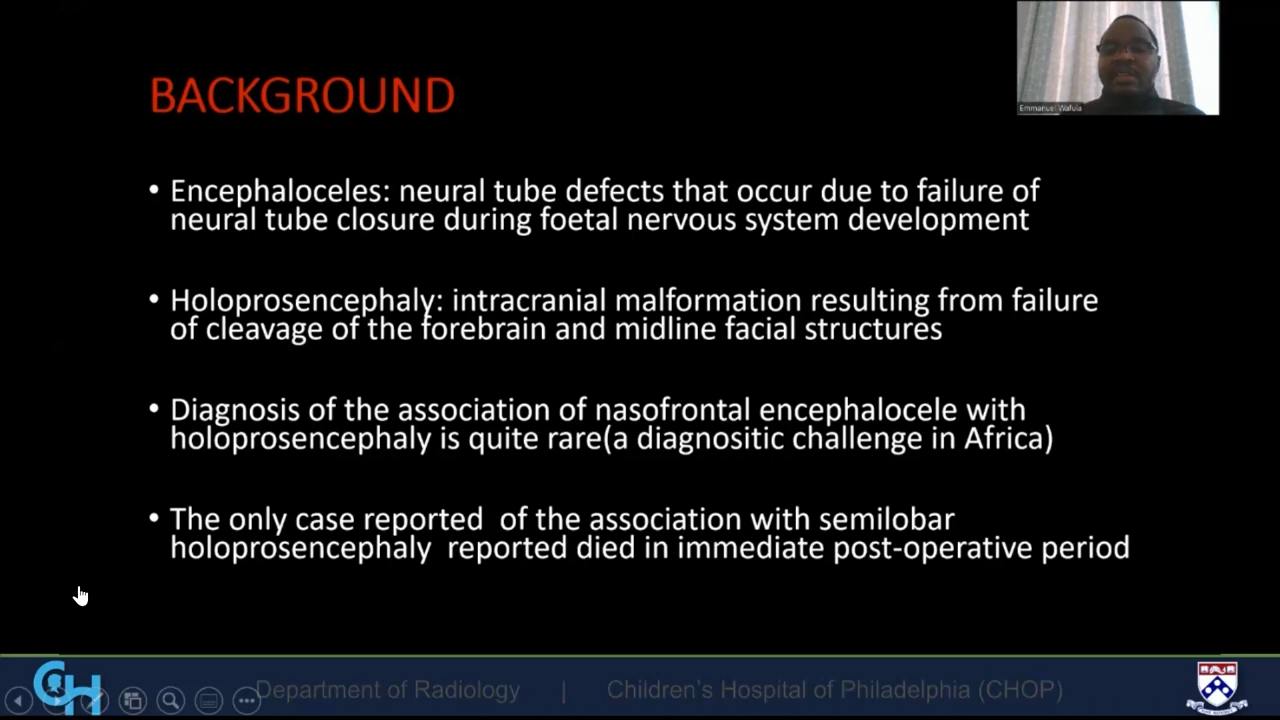 BACKGROUND
Emmanuel Wafula
• Encephaloceles: neural tube defects that occur due to failure of
neural tube closure during foetal nervous system development
• Holoprosencephaly: intracranial malformation resulting from failure
of cleavage of the forebrain and midline facial structures
• Diagnosis of the association of nasofrontal encephalocele with
holoprosencephaly is quite rare(a diagnositic challenge in Africa)
• The only case reported  of the association with semilobar
holoprosencephaly  reported died in immediate post-operative period
CH
Department of Radiology | Children's Hospital of Philadelphia (CHOP)